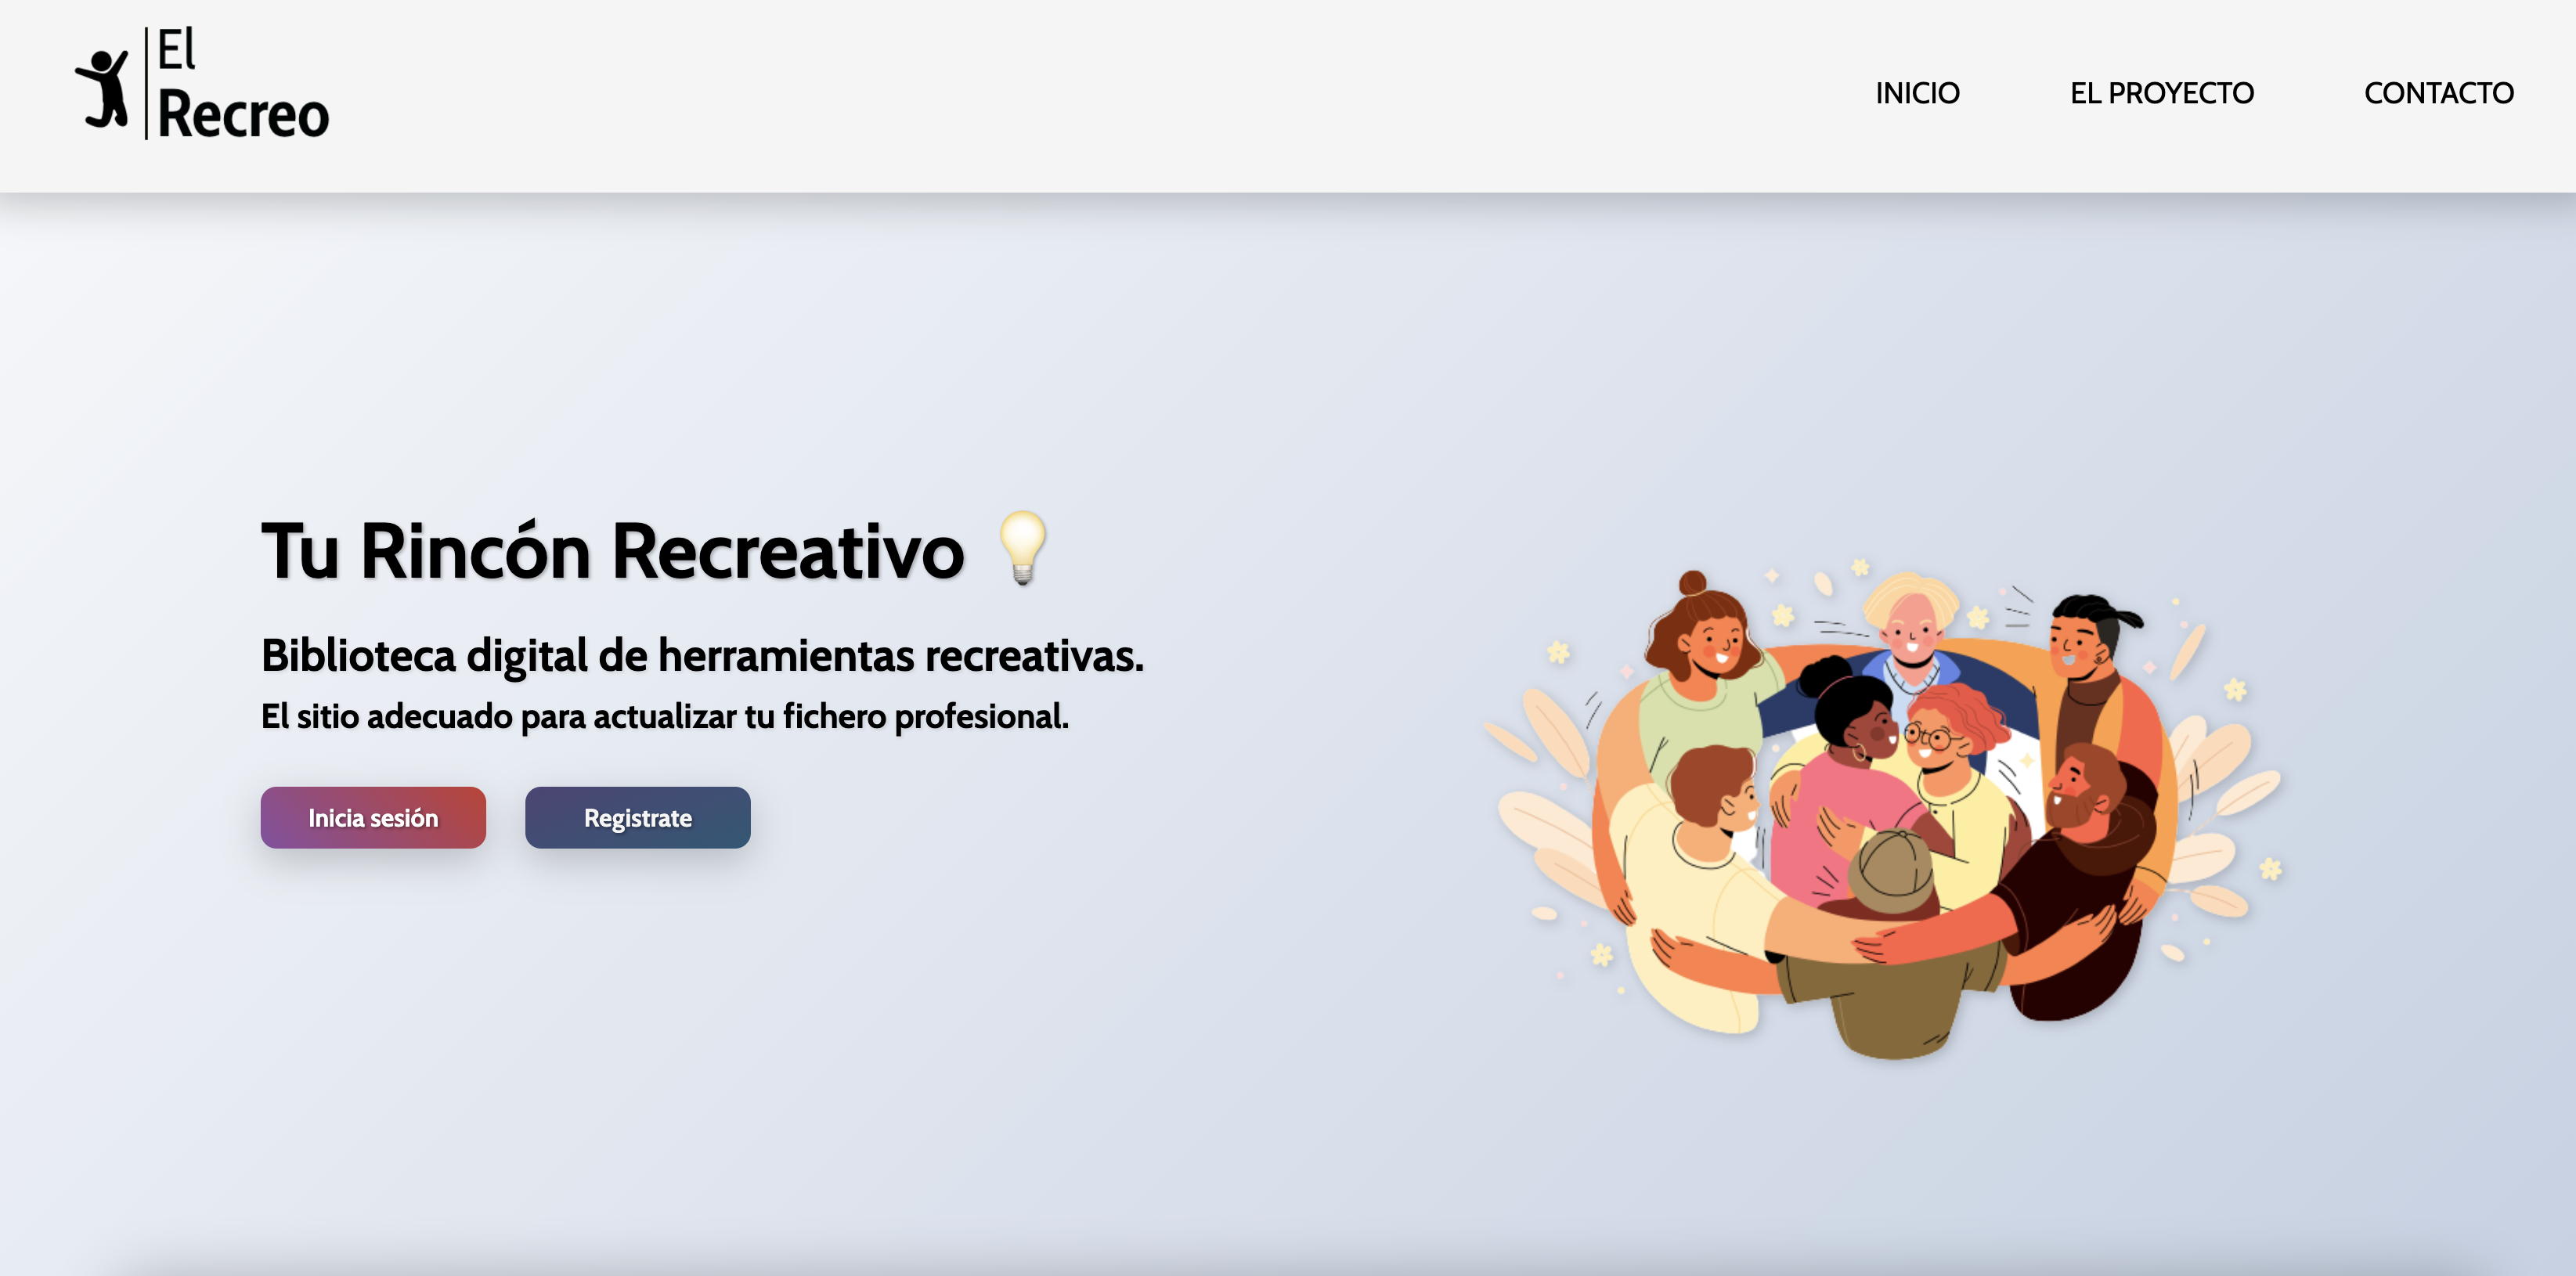 El
Recreo
INICIO
EL PROYECTO
CONTACTO
Tu Rincón Recreativo
Biblioteca digital de herramientas recreativas.
El sitio adecuado para actualizar tu fichero profesional.
Inicia sesión
Registrate